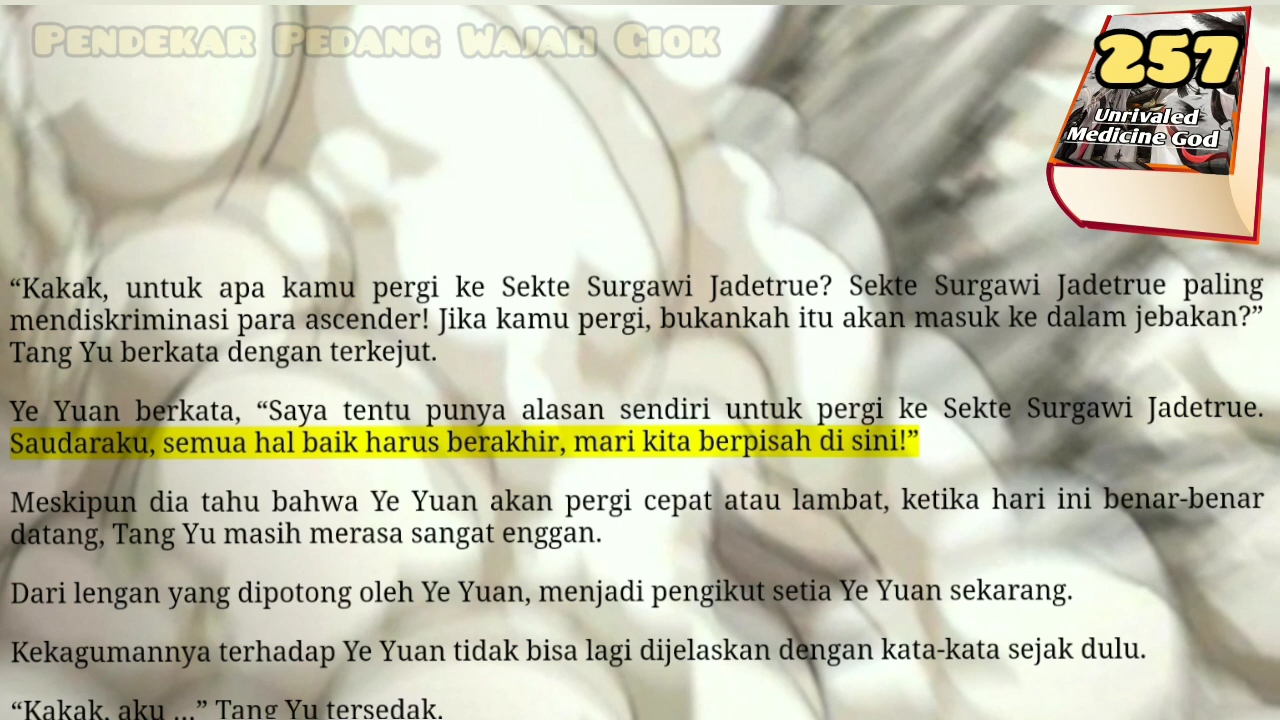 Pendekar Pedang Wajah Giok
257
Unrivaled
Medicine God
“Kakak, untuk apa kamu pergi ke Sekte Surgawi Jadetrue? Sekte Surgawi Jadetrue paling
mendiskriminasi para ascender! Jika kamu pergi, bukankah itu akan masuk ke dalam jebakan?”
Tang Yu berkata dengan terkejut.
Ye Yuan berkata, “Saya tentu punya alasan sendiri untuk pergi ke Sekte Surgawi Jadetrue.
Saudaraku, semua hal baik harus berakhir, mari kita berpisah di sini!”
Meskipun dia tahu bahwa Ye Yuan akan pergi cepat atau lambat, ketika hari ini benar-benar
datang, Tang Yu masih merasa sangat enggan.
Dari lengan yang dipotong oleh Ye Yuan, menjadi pengikut setia Ye Yuan sekarang.
Kekagumannya terhadap Ye Yuan tidak bisa lagi dijelaskan dengan kata-kata sejak dulu.
“Kakak, aku ...” Tang Yu tersedak.